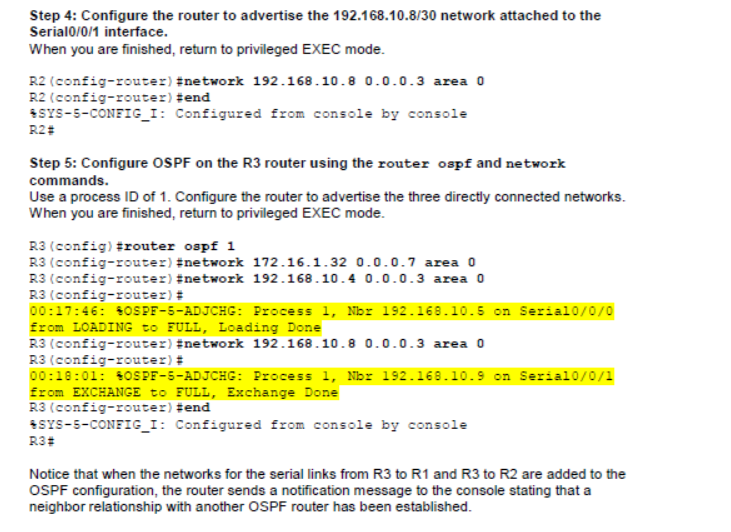 Step 4: Configure the router to advertise the 192.168.10.8/30 network attached to the
Serial0/0/1 interface.
When you are finished, return to privileged EXEC mode.
R2(config-router)#network 192.168.10.8 0.0.0.3 area 0
R2(config-router)#end
%SYS-5-CONFIG_I: Configured from console by console
R2#
Step 5: Configure OSPF on the R3 router using the router ospf and network
commands.
Use a process ID of 1. Configure the router to advertise the three directly connected networks.
When you are finished, return to privileged EXEC mode.
R3(config)#router ospf 1
R3(config-router)#network 172.16.1.32 0.0.0.7 area 0
R3(config-router)#network 192.168.10.4 0.0.0.3 area 0
R3(config-router)#
00:17:46: %OSPF-5-ADJCHG: Process 1, Nbr 192.168.10.5 on Serial0/0/0
from LOADING to FULL, Loading Done
R3(config-router)#network 192.168.10.8 0.0.0.3 area 0
R3(config-router)#
00:18:01: %OSPF-5-ADJCHG: Process 1, Nbr 192.168.10.9 on Serial0/0/1
from EXCHANGE to FULL, Exchange Done
R3(config-router)#end
%SYS-5-CONFIG_I: Configured from console by console
R3#
Notice that when the networks for the serial links from R3 to R1 and R3 to R2 are added to the
OSPF configuration, the router sends a notification message to the console stating that a
neighbor relationship with another OSPF router has been established.